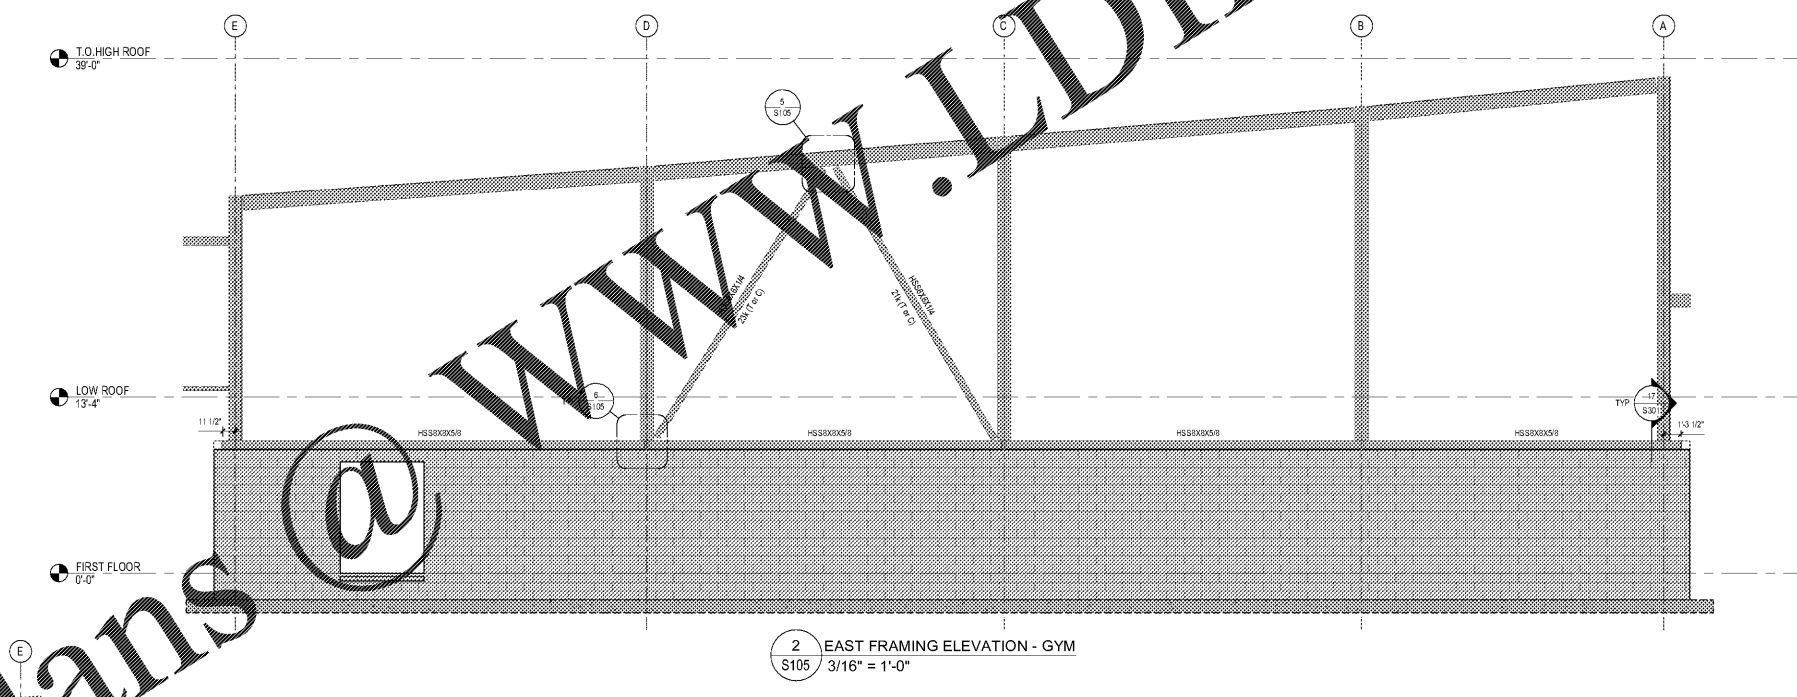 E
D
C
B
A
T.O.HIGH ROOF
39'-0"
5
S105
HSS8X8X1/4
21k (T or C)
23k (T or C)
LOW ROOF
13'-4"
6
S105
TYP
17
S301
11 1/2"
1'-3 1/2"
HSS8X8X5/8
HSS8X8X5/8
HSS8X8X5/8
HSS8X8X5/8
FIRST FLOOR
0'-0"
2
S105
EAST FRAMING ELEVATION - GYM
3/16" = 1'-0"
E
ans @ www.LD